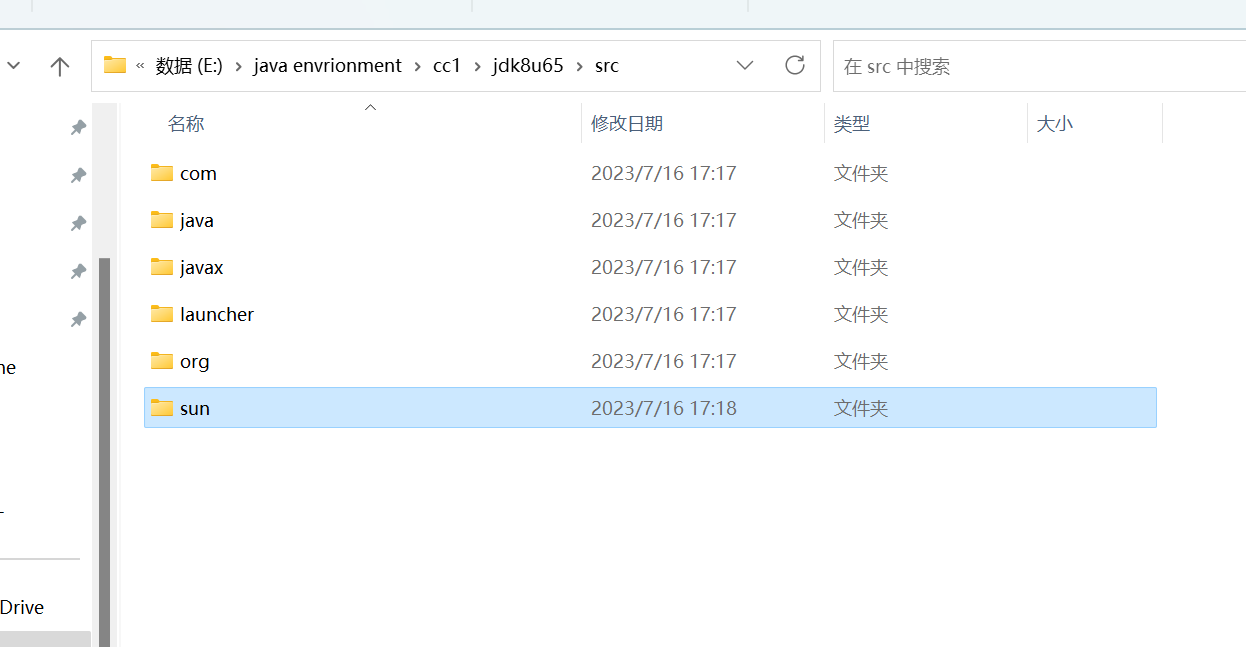 « 数据 (E:) › java envrionment › cc1 › jdk8u65 › src
在 src 中搜索
名称 修改日期 类型 大小
com 2023/7/16 17:17 文件夹
java 2023/7/16 17:17 文件夹
javax 2023/7/16 17:17 文件夹
launcher 2023/7/16 17:17 文件夹
org 2023/7/16 17:17 文件夹
sun 2023/7/16 17:18 文件夹
Drive